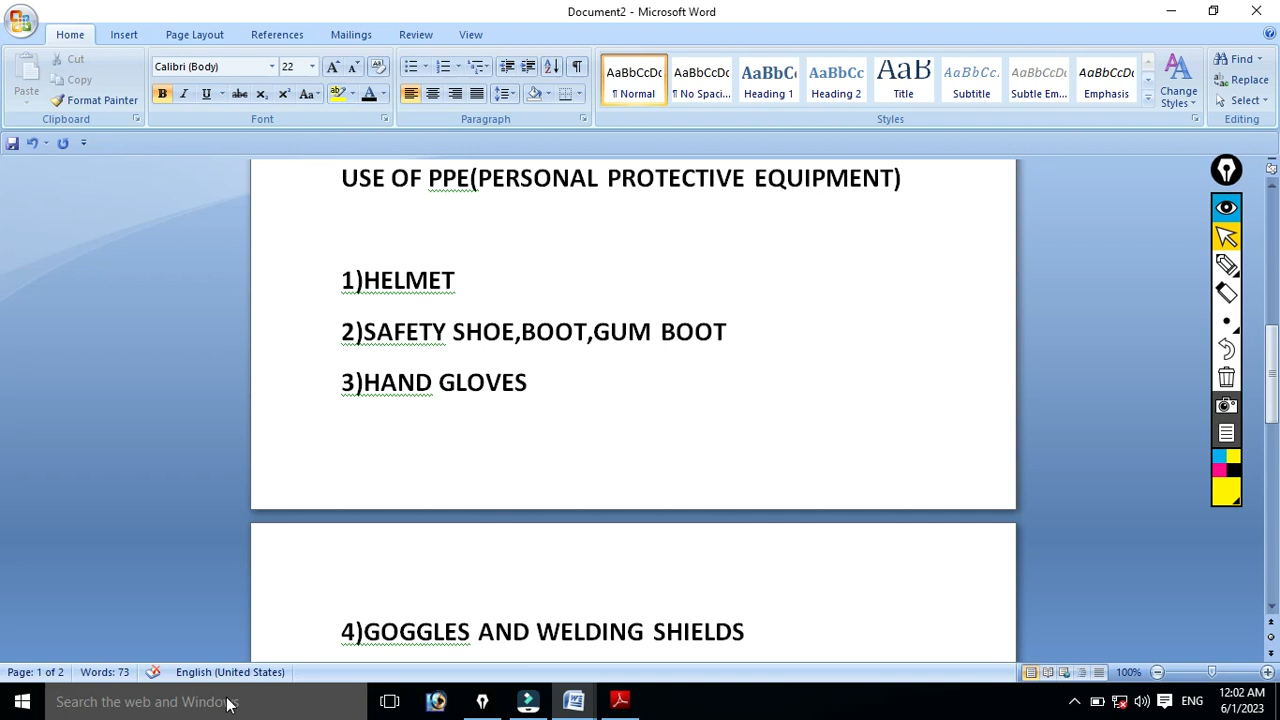 Document2 - Microsoft Word
Home Insert Page Layout References Mailings Review View
Paste
Cut
Copy
Format Painter
Clipboard
Calibri (Body) 22
Font
Paragraph
AaBbCcDc AaBbCcDc AaBbCc AaBbCc AaB AaBbCc. AaBbCcDc AaBbCcDc
¶ Normal ¶ No Spaci... Heading 1 Heading 2 Title Subtitle Subtle Em... Emphasis
Change Styles
Styles
Find
Replace
Select
Editing
USE OF PPE(PERSONAL PROTECTIVE EQUIPMENT)
1)HELMET
2)SAFETY SHOE,BOOT,GUM BOOT
3)HAND GLOVES
4)GOGGLES AND WELDING SHIELDS
Page: 1 of 2 Words: 73 English (United States) 100%
Search the web and Windows
ENG
12:02 AM
6/1/2023